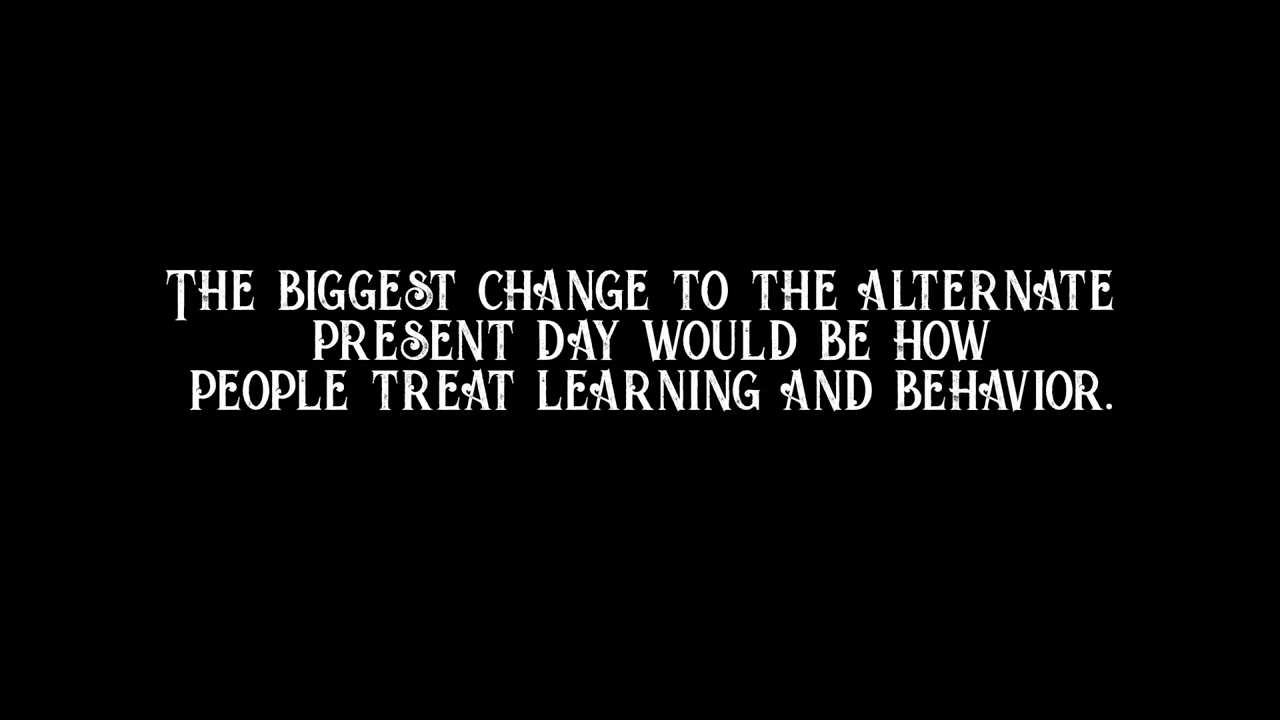 The biggest change to the alternate
present day would be how
people treat learning and behavior.